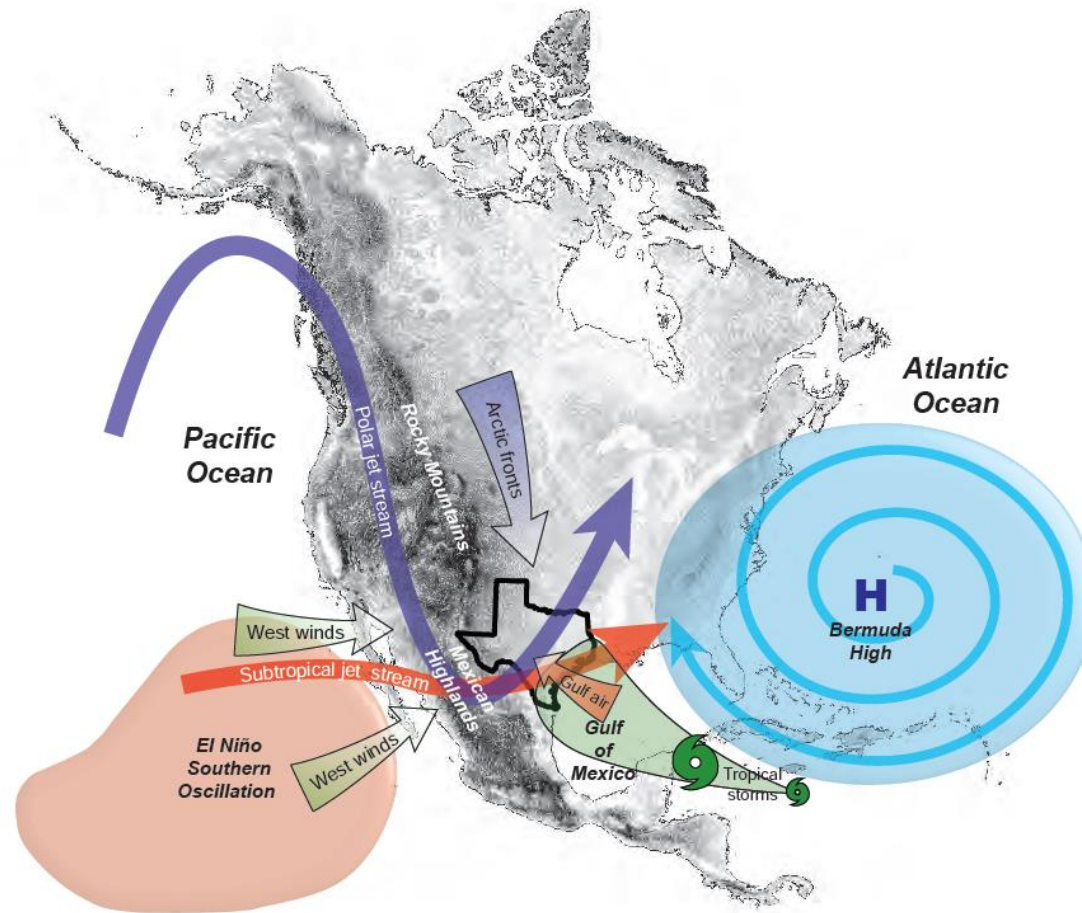 Atlantic
Ocean
Pacific
Ocean
Polar jet stream
Rocky Mountains
Arctic fronts
H
Bermuda
High
West winds
Subtropical jet stream
Mexican
Highlands
Gulf air
Gulf
of
Mexico
El Niño
Southern
Oscillation
West winds
Tropical
storms